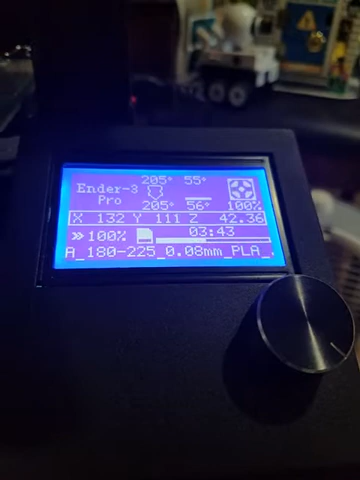 205° 55°
Ender-3
Pro
205° 56° 100%
X 132 Y 111 Z 42.36
» 100% 03:43
A_180-225_0.08mm_PLA_.